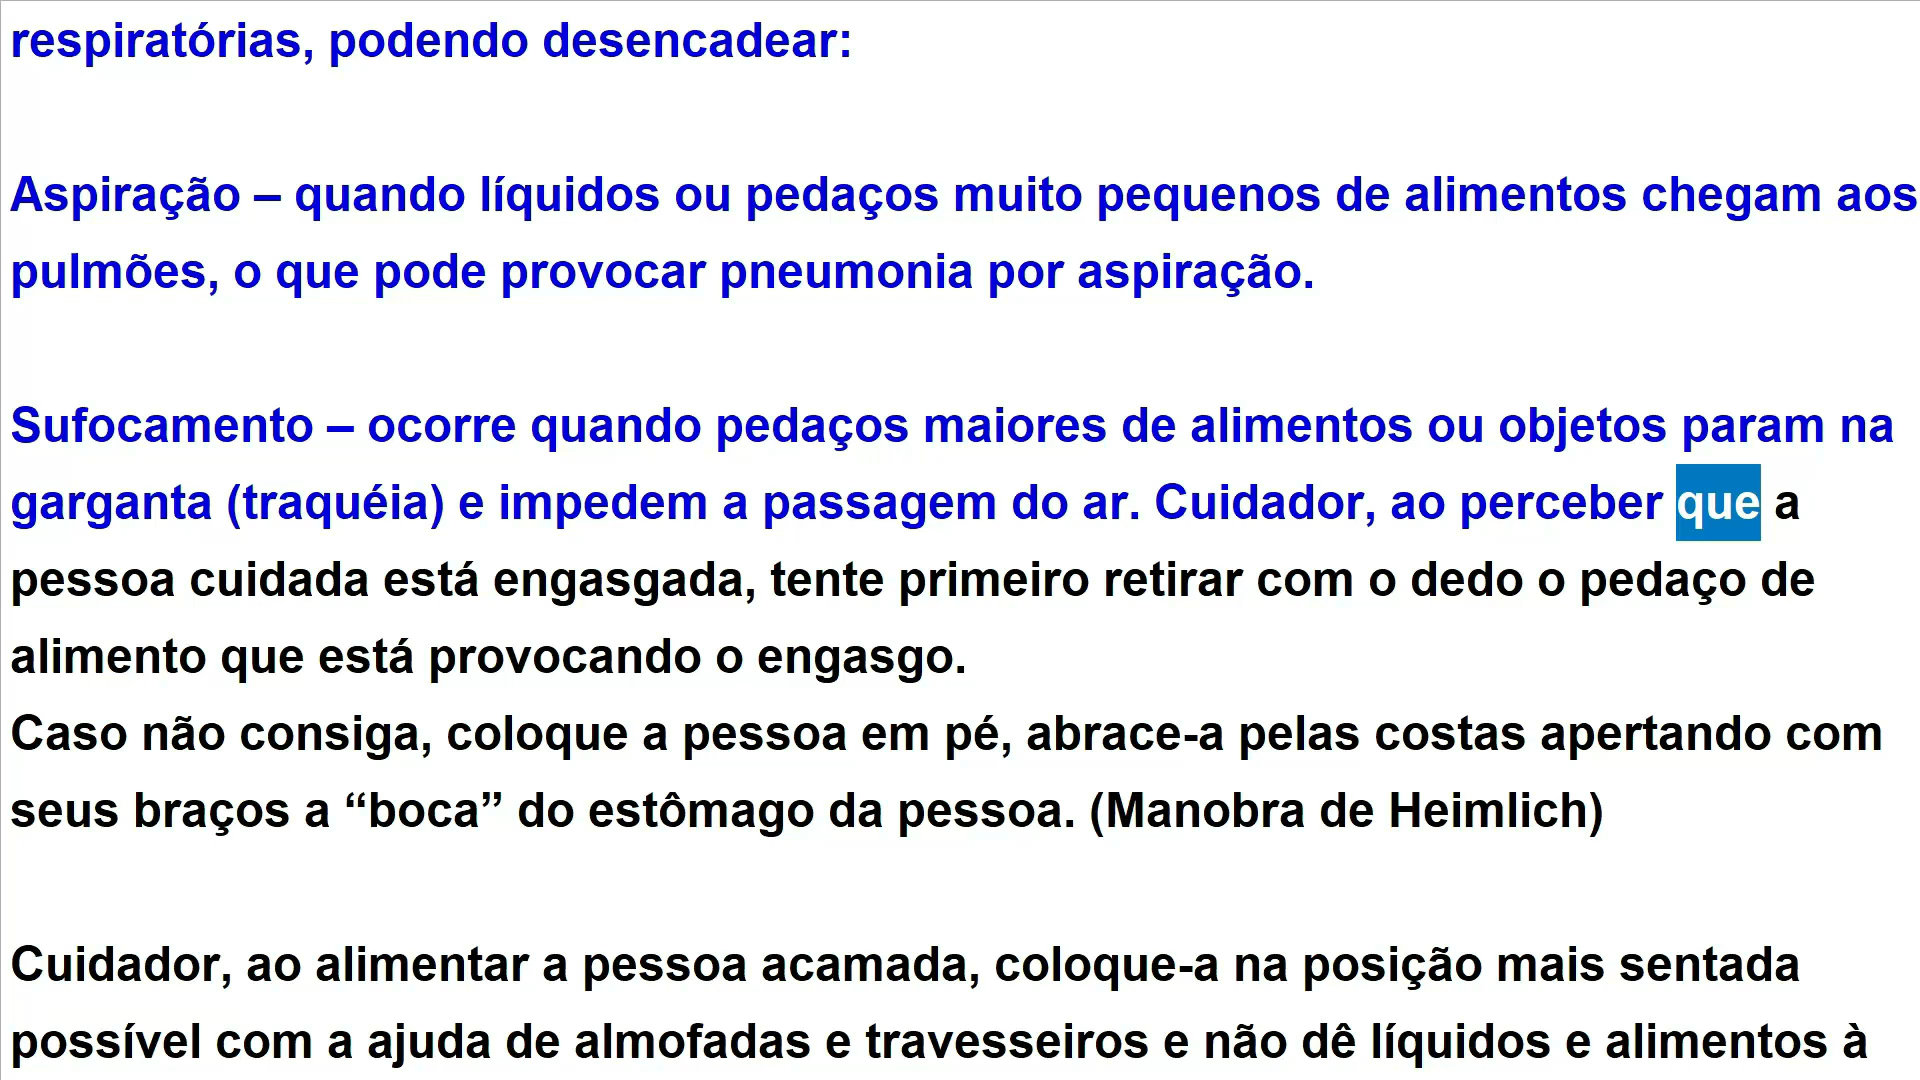 respiratórias, podendo desencadear:
Aspiração – quando líquidos ou pedaços muito pequenos de alimentos chegam aos
pulmões, o que pode provocar pneumonia por aspiração.
Sufocamento – ocorre quando pedaços maiores de alimentos ou objetos param na
garganta (traquéia) e impedem a passagem do ar. Cuidador, ao perceber que a
pessoa cuidada está engasgada, tente primeiro retirar com o dedo o pedaço de
alimento que está provocando o engasgo.
Caso não consiga, coloque a pessoa em pé, abrace-a pelas costas apertando com
seus braços a “boca” do estômago da pessoa. (Manobra de Heimlich)
Cuidador, ao alimentar a pessoa acamada, coloque-a na posição mais sentada
possível com a ajuda de almofadas e travesseiros e não dê líquidos e alimentos à